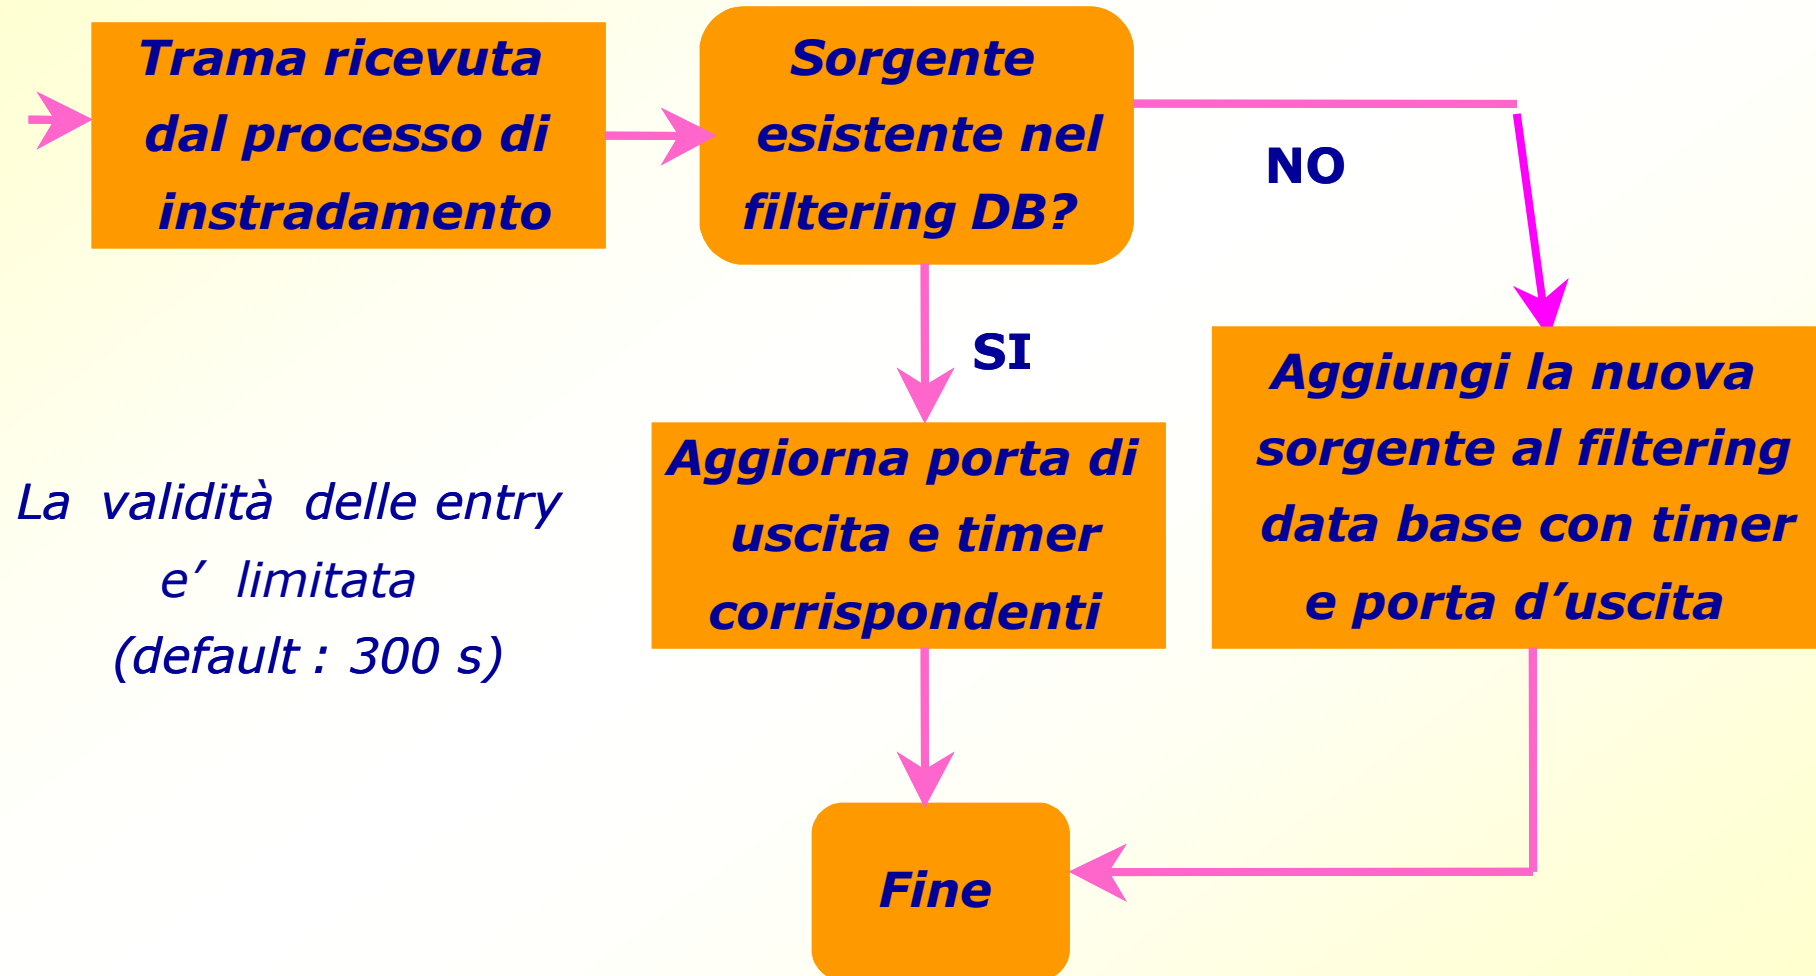 Trama ricevuta
dal processo di
instradamento
Sorgente
esistente nel
filtering DB?
NO
SI
Aggiorna porta di
uscita e timer
corrispondenti
Aggiungi la nuova
sorgente al filtering
data base con timer
e porta d’uscita
La validità delle entry
e’ limitata
(default : 300 s)
Fine